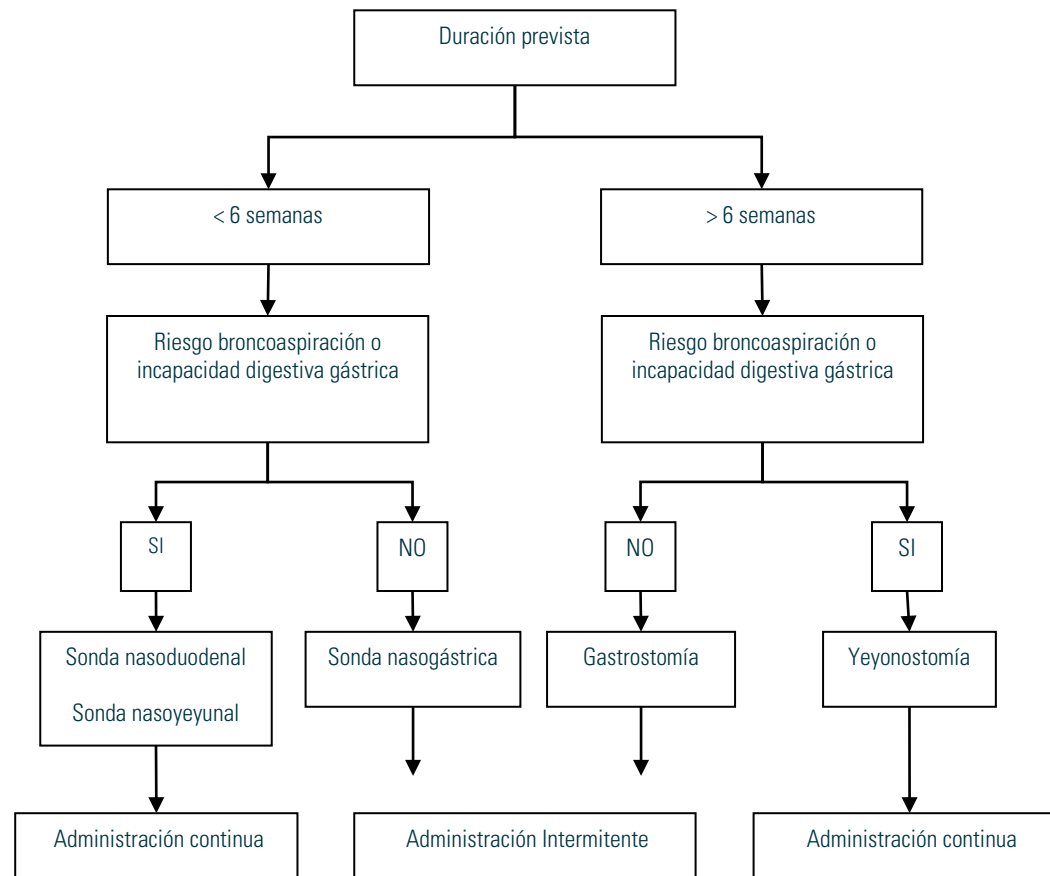 Duración prevista
< 6 semanas
> 6 semanas
Riesgo broncoaspiración o
incapacidad digestiva gástrica
Riesgo broncoaspiración o
incapacidad digestiva gástrica
SI
NO
NO
SI
Sonda nasoduodenal
Sonda nasoyeyunal
Sonda nasogástrica
Gastrostomía
Yeyonostomía
Administración continua
Administración Intermitente
Administración continua